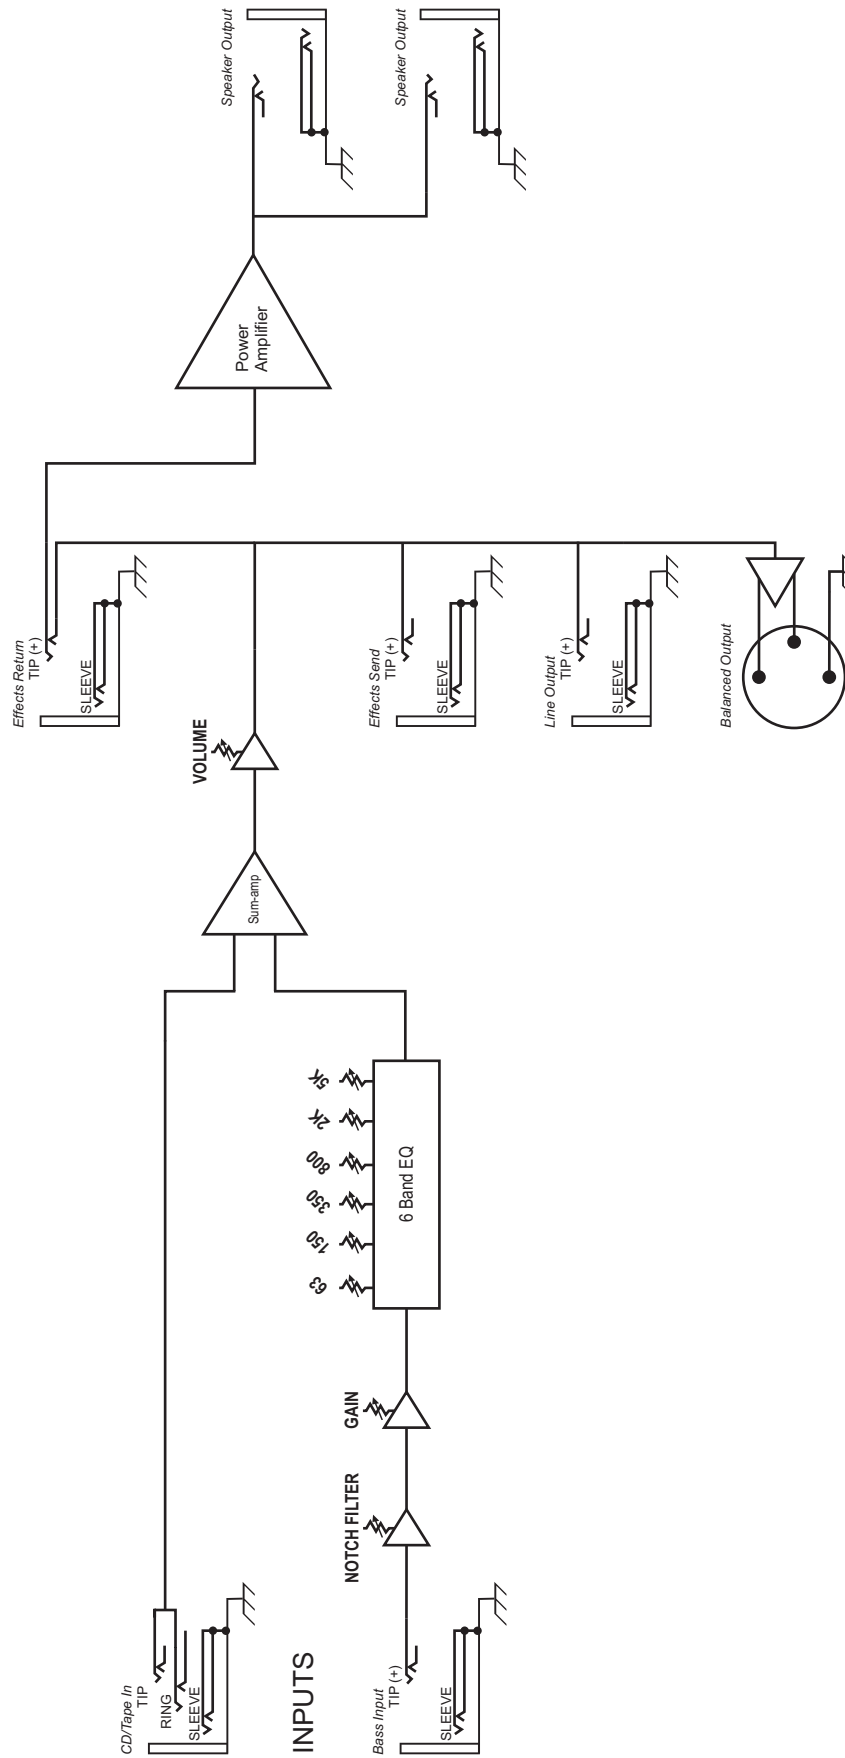 Speaker Output
Speaker Output
Power
Amplifier
Effects Return
TIP (+)
SLEEVE
Effects Send
TIP (+)
SLEEVE
Line Output
TIP (+)
SLEEVE
Balanced Output
VOLUME
Sum-amp
5K
2K
800
350
150
63
6 Band EQ
GAIN
NOTCH FILTER
CD/Tape In
TIP
RING
SLEEVE
INPUTS
Bass Input
TIP (+)
SLEEVE